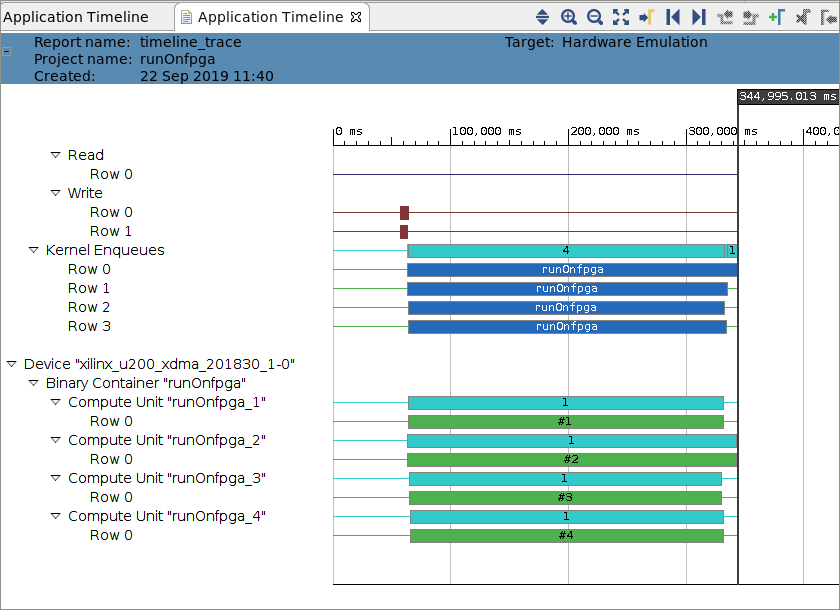 Application Timeline
Application Timeline
Report name: timeline_trace
Target: Hardware Emulation
Project name: runOnfpga
Created: 22 Sep 2019 11:40
344,995.013 ms
0 ms
100,000 ms
200,000 ms
300,000 ms
400,0
Read
Row 0
Write
Row 0
Row 1
Kernel Enqueues
4
1
Row 0
runOnfpga
Row 1
runOnfpga
Row 2
runOnfpga
Row 3
runOnfpga
Device "xilinx_u200_xdma_201830_1-0"
Binary Container "runOnfpga"
Compute Unit "runOnfpga_1"
1
Row 0
#1
Compute Unit "runOnfpga_2"
1
Row 0
#2
Compute Unit "runOnfpga_3"
1
Row 0
#3
Compute Unit "runOnfpga_4"
1
Row 0
#4